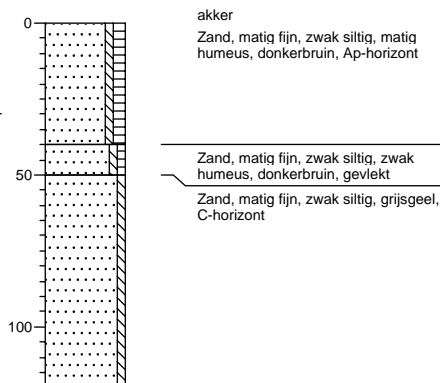 0
akker
Zand, matig fijn, zwak siltig, matig
humeus, donkerbruin, Ap-horizont
Zand, matig fijn, zwak siltig, zwak
humeus, donkerbruin, gevlekt
50
Zand, matig fijn, zwak siltig, grijsgeel,
C-horizont
100